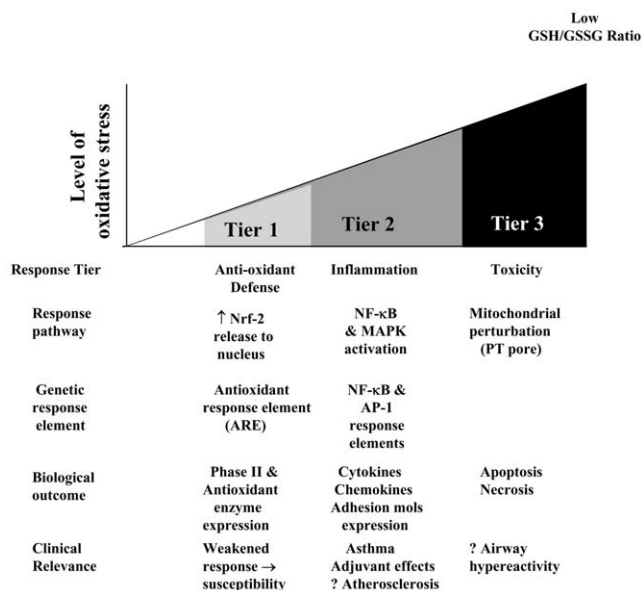 Low
GSH/GSSG Ratio
Level of
oxidative stress
Tier 1
Tier 2
Tier 3
Response Tier
Anti-oxidant
Defense
Inflammation
Toxicity
Response
pathway
↑ Nrf-2
release to
nucleus
NF-κB
& MAPK
activation
Mitochondrial
perturbation
(PT pore)
Genetic
response
element
Antioxidant
response element
(ARE)
NF-κB &
AP-1
response
elements
Biological
outcome
Phase II &
Antioxidant
enzyme
expression
Cytokines
Chemokines
Adhesion mols
expression
Apoptosis
Necrosis
Clinical
Relevance
Weakened
response →
susceptibility
Asthma
Adjuvant effects
? Atherosclerosis
? Airway
hyperactivity